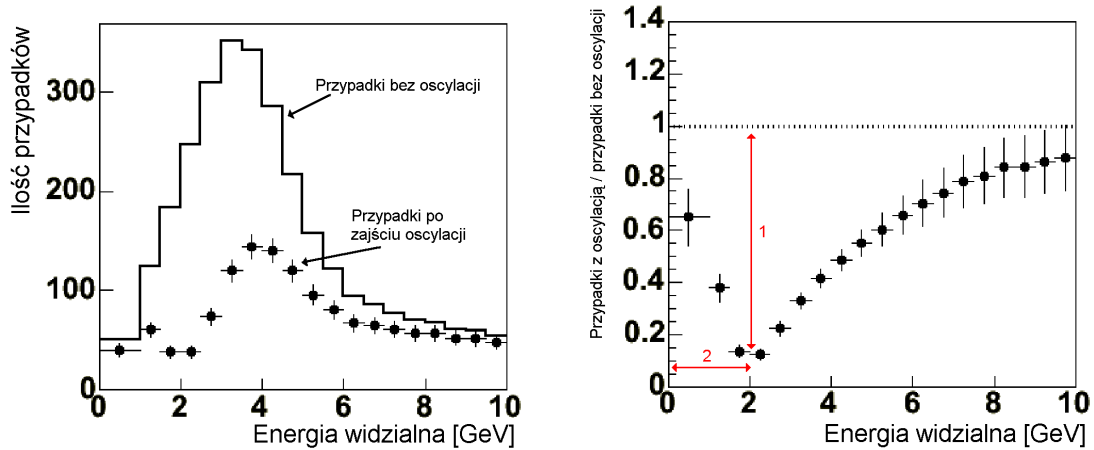 Ilość przypadków
300
200
100
0
Przypadki bez oscylacji
Przypadki po
zajściu oscylacji
0 2 4 6 8 10
Energia widzialna [GeV]
Przypadki z oscylacją / przypadki bez oscylacji
1.4
1.2
1
0.8
0.6
0.4
0.2
0
1
2
0 2 4 6 8 10
Energia widzialna [GeV]